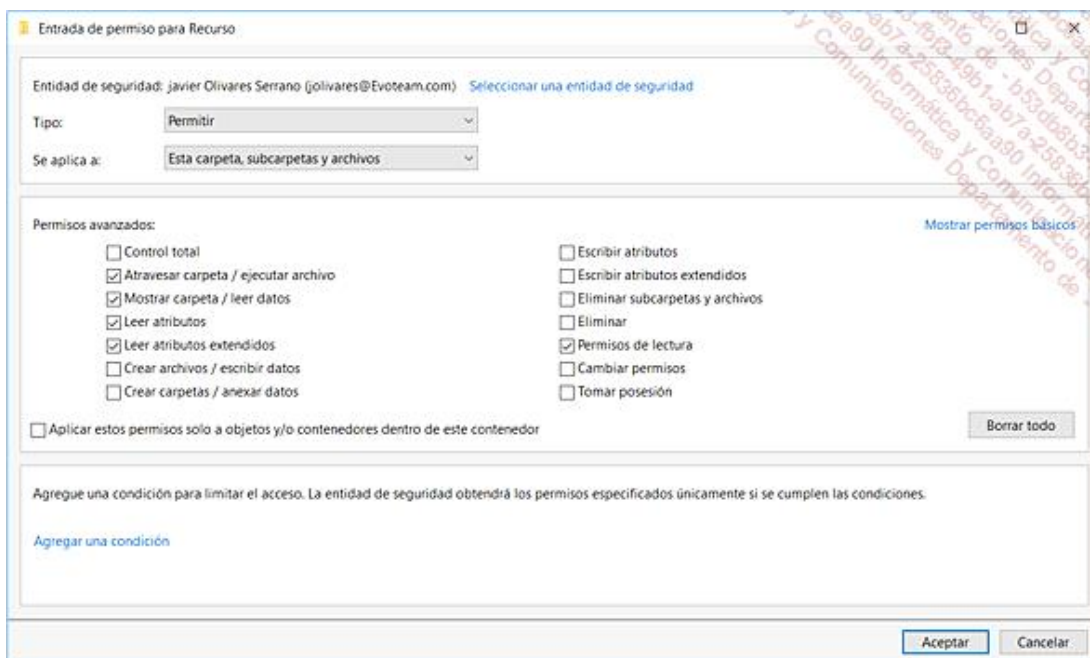 Entrada de permiso para Recurso
Entidad de seguridad: javier Olivares Serrano (jolivares@Evoteam.com) Seleccionar una entidad de seguridad
Tipo: Permitir
Se aplica a: Esta carpeta, subcarpetas y archivos
Permisos avanzados: Mostrar permisos básicos
Control total Escribir atributos
Atravesar carpeta / ejecutar archivo Escribir atributos extendidos
Mostrar carpeta / leer datos Eliminar subcarpetas y archivos
Leer atributos Eliminar
Leer atributos extendidos Permisos de lectura
Crear archivos / escribir datos Cambiar permisos
Crear carpetas / anexar datos Tomar posesión
Aplicar estos permisos solo a objetos y/o contenedores dentro de este contenedor Borrar todo
Agregue una condición para limitar el acceso. La entidad de seguridad obtendrá los permisos especificados únicamente si se cumplen las condiciones.
Agregar una condición
Aceptar Cancelar